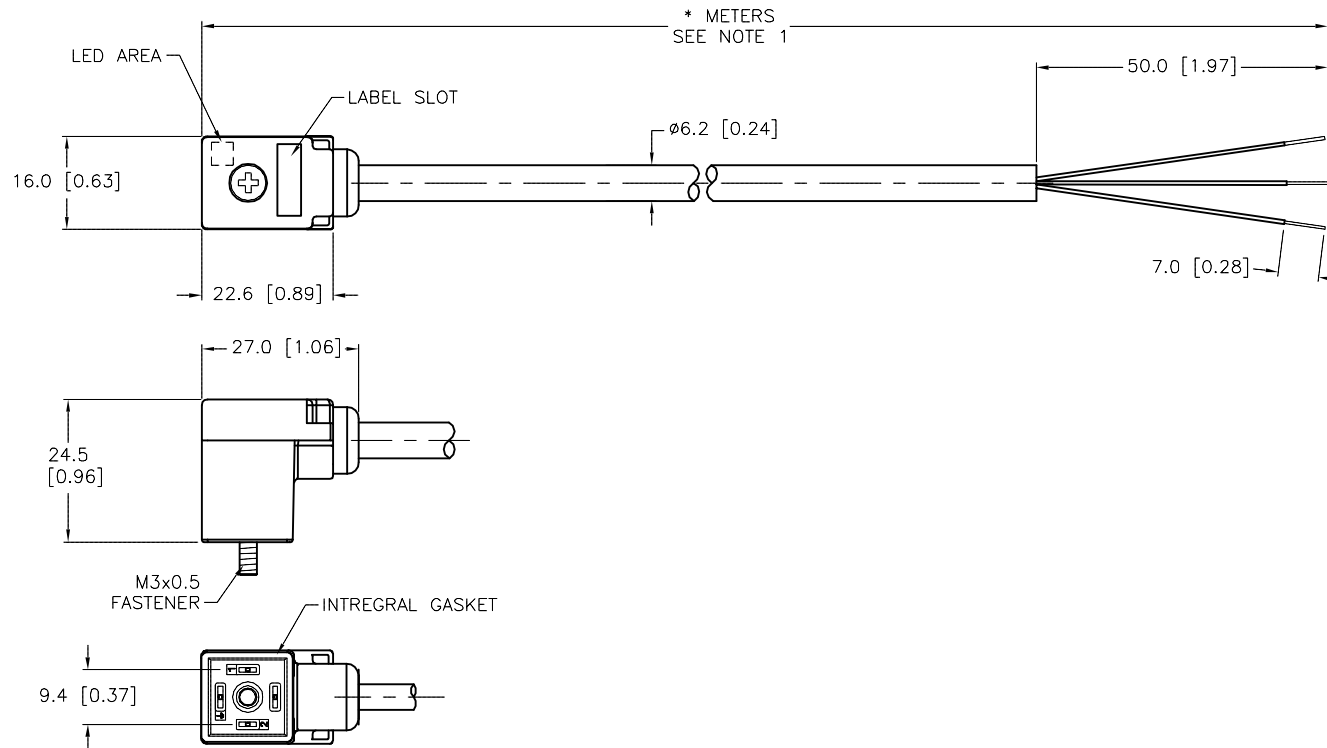 * METERS
SEE NOTE 1
LED AREA
50.0 [1.97]
LABEL SLOT
ø6.2 [0.24]
16.0 [0.63]
7.0 [0.28]
22.6 [0.89]
27.0 [1.06]
24.5
[0.96]
M3x0.5
FASTENER
INTREGRAL GASKET
1
9.4 [0.37]
2